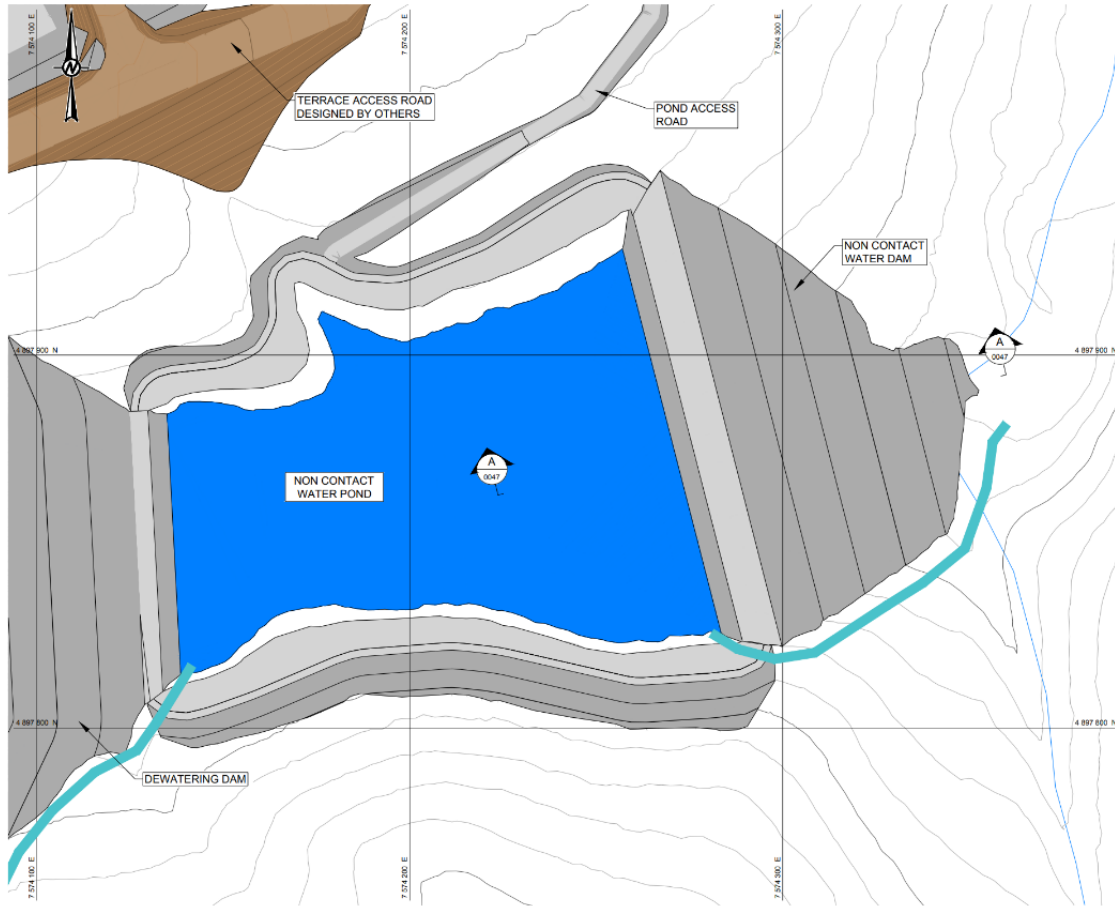 7 574 100 E
7 574 200 E
7 574 300 E
N
TERRACE ACCESS ROAD
DESIGNED BY OTHERS
POND ACCESS
ROAD
NON CONTACT
WATER DAM
4 897 900 N
A
0047
4 897 900 N
A
0047
NON CONTACT
WATER POND
4 897 800 N
4 897 800 N
DEWATERING DAM
7 574 100 E
7 574 200 E
7 574 300 E